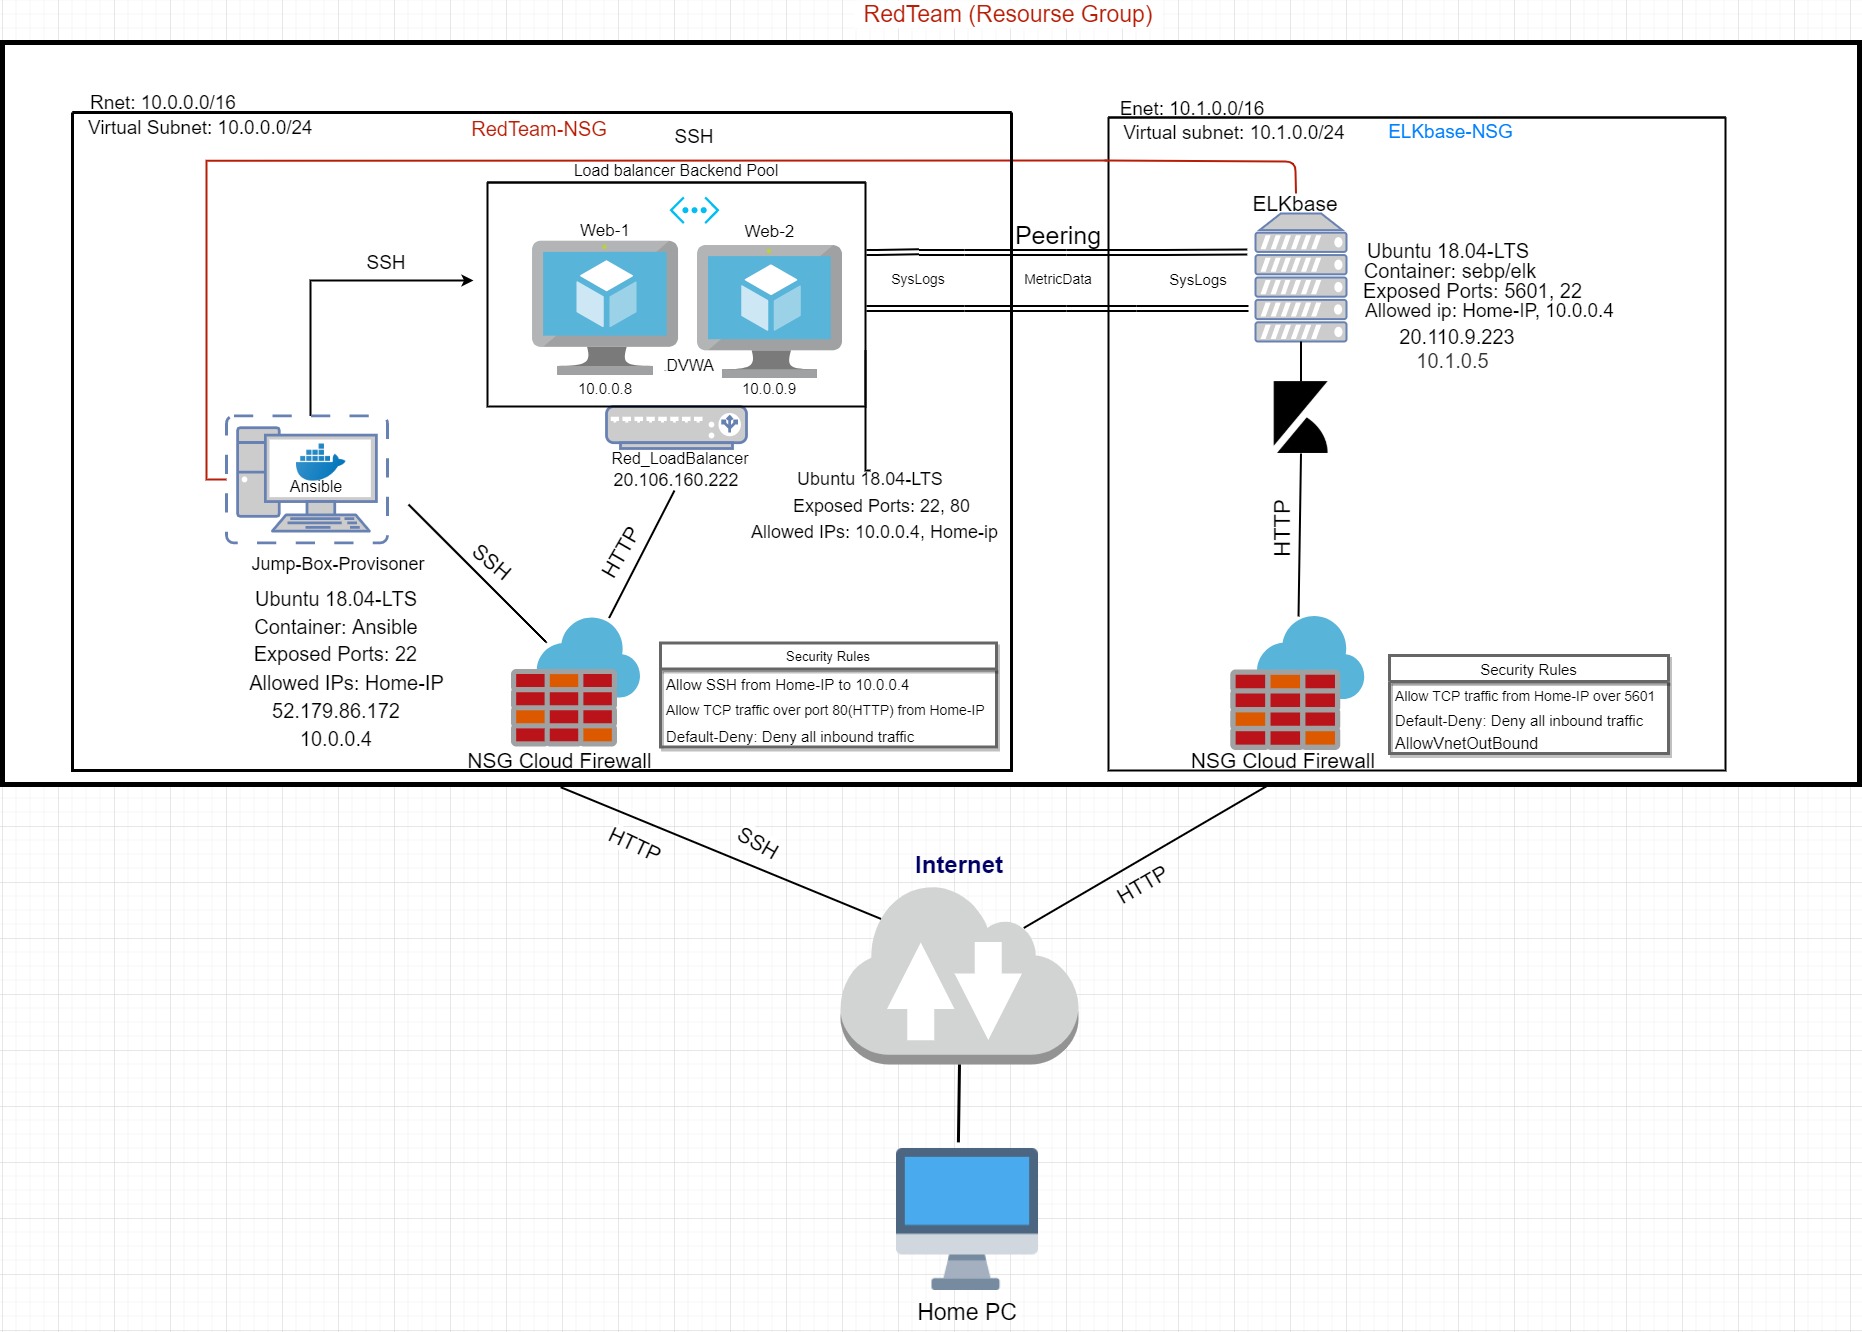 RedTeam (Resourse Group)
Rnet: 10.0.0.0/16
Virtual Subnet: 10.0.0.0/24
RedTeam-NSG
SSH
Load balancer Backend Pool
Web-1
Web-2
DVWA
10.0.0.8
10.0.0.9
SSH
Red_LoadBalancer
20.106.160.222
Ubuntu 18.04-LTS
Exposed Ports: 22, 80
Allowed IPs: 10.0.0.4, Home-ip
Ansible
Jump-Box-Provisoner
Ubuntu 18.04-LTS
Container: Ansible
Exposed Ports: 22
Allowed IPs: Home-IP
52.179.86.172
10.0.0.4
SSH
HTTP
NSG Cloud Firewall
Security Rules
Allow SSH from Home-IP to 10.0.0.4
Allow TCP traffic over port 80(HTTP) from Home-IP
Default-Deny: Deny all inbound traffic
Peering
SysLogs
MetricData
SysLogs
Enet: 10.1.0.0/16
Virtual subnet: 10.1.0.0/24
ELKbase-NSG
ELKbase
Ubuntu 18.04-LTS
Container: sebp/elk
Exposed Ports: 5601, 22
Allowed ip: Home-IP, 10.0.0.4
20.110.9.223
10.1.0.5
HTTP
NSG Cloud Firewall
Security Rules
Allow TCP traffic from Home-IP over 5601
Default-Deny: Deny all inbound traffic
AllowVnetOutBound
HTTP
SSH
HTTP
Internet
Home PC